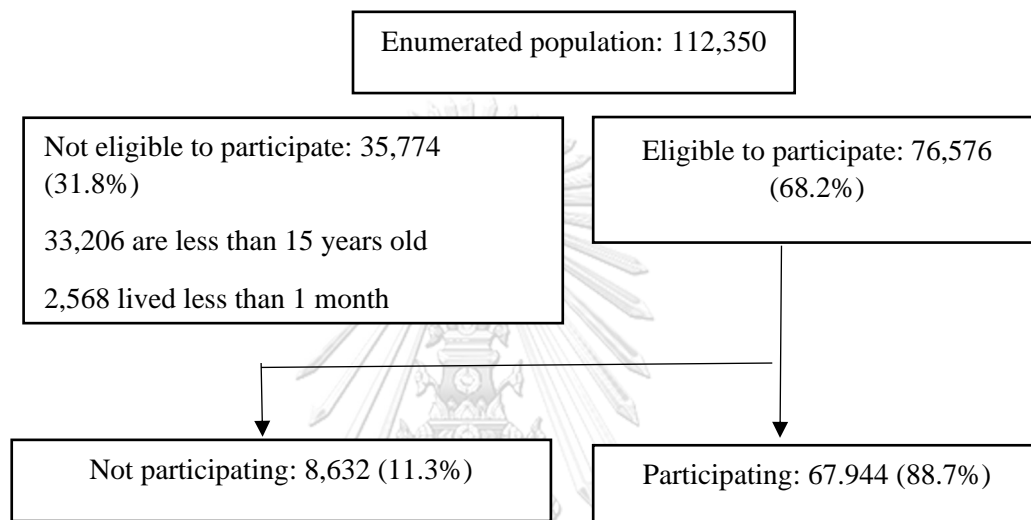 Enumerated population: 112,350
Not eligible to participate: 35,774
(31.8%)
33,206 are less than 15 years old
2,568 lived less than 1 month
Eligible to participate: 76,576
(68.2%)
Not participating: 8,632 (11.3%)
Participating: 67.944 (88.7%)